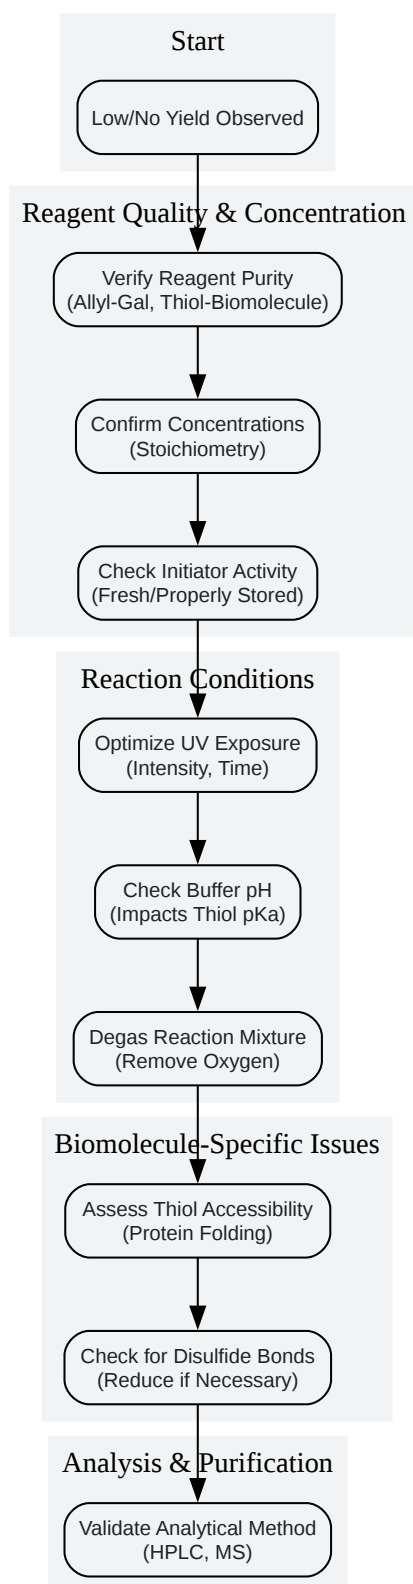 Start
Low/No Yield Observed
Reagent Quality & Concentration
Verify Reagent Purity
(Allyl-Gal, Thiol-Biomolecule)
Confirm Concentrations
(Stoichiometry)
Check Initiator Activity
(Fresh/Properly Stored)
Reaction Conditions
Optimize UV Exposure
(Intensity, Time)
Check Buffer pH
(Impacts Thiol pKa)
Degas Reaction Mixture
(Remove Oxygen)
Biomolecule-Specific Issues
Assess Thiol Accessibility
(Protein Folding)
Check for Disulfide Bonds
(Reduce if Necessary)
Analysis & Purification
Validate Analytical Method
(HPLC, MS)